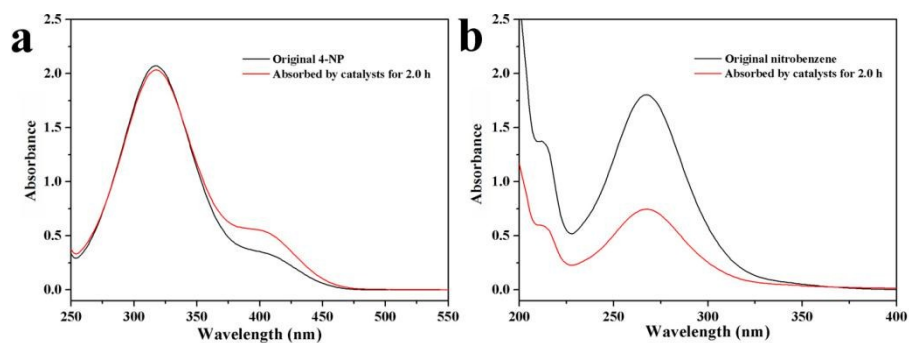 a
Original 4-NP
Absorbed by catalysts for 2.0 h
2.5
2.0
1.5
1.0
0.5
0.0
Absorbance
250 300 350 400 450 500 550
Wavelength (nm)
b
Original nitrobenzene
Absorbed by catalysts for 2.0 h
2.5
2.0
1.5
1.0
0.5
0.0
Absorbance
200 250 300 350 400
Wavelength (nm)